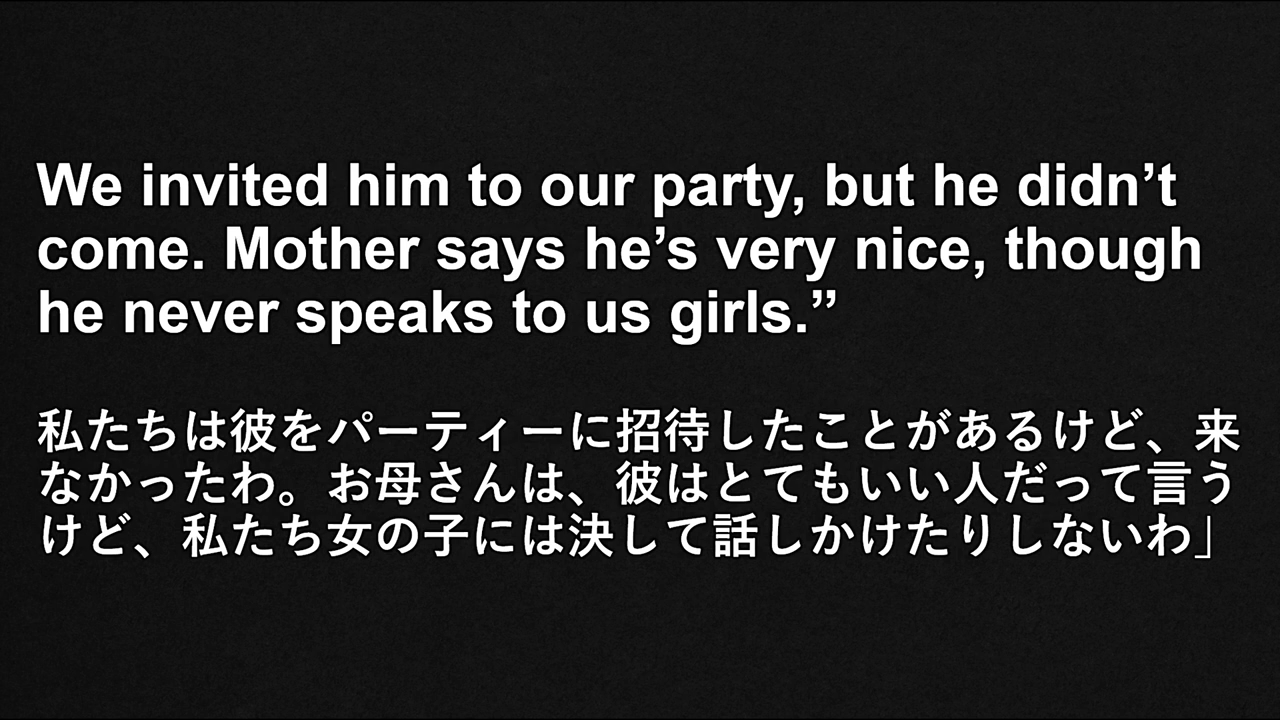 We invited him to our party, but he didn’t
come. Mother says he’s very nice, though
he never speaks to us girls.”
私たちは彼をパーティーに招待したことがあるけど、来
なかったわ。お母さんは、彼はとてもいい人だって言う
けど、私たち女の子には決して話しかけたりしないわ」